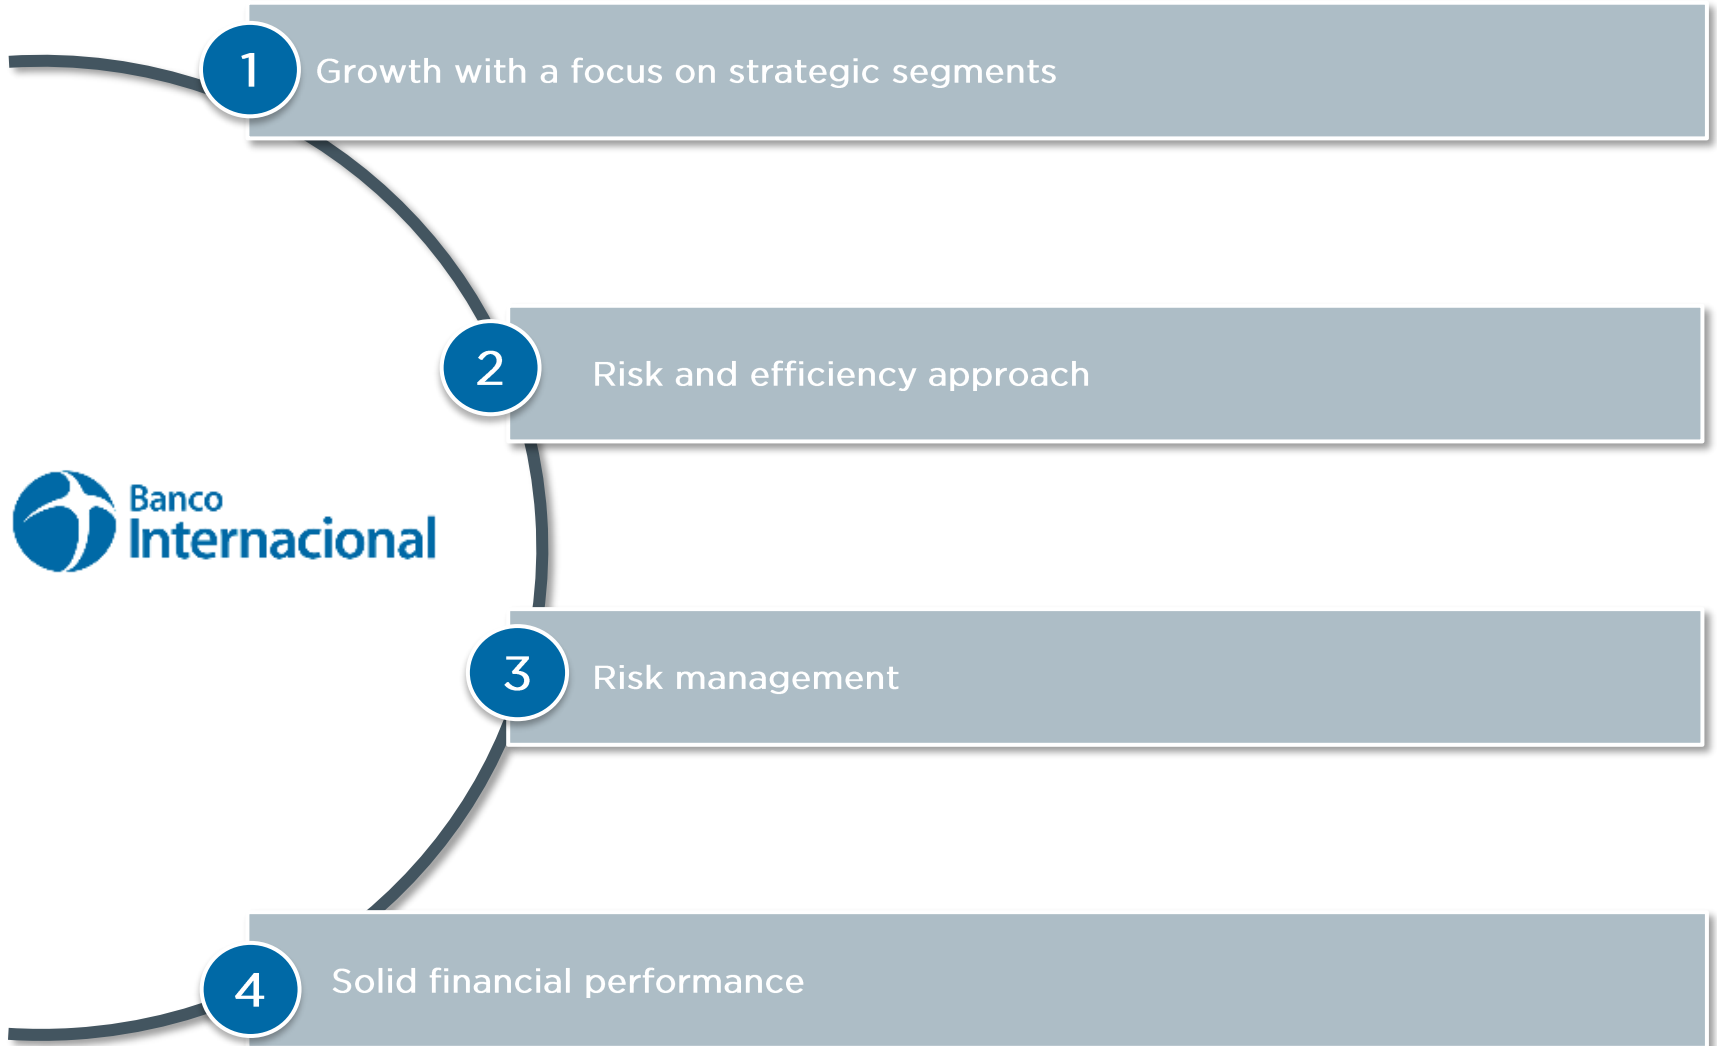 1
Growth with a focus on strategic segments
2
Risk and efficiency approach
Banco
Internacional
3
Risk management
4
Solid financial performance